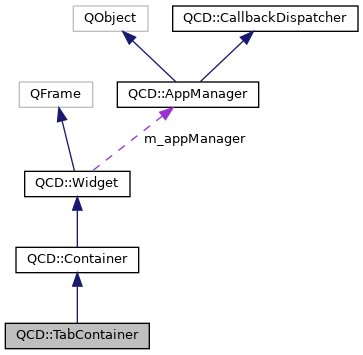 QObject
QCD::CallbackDispatcher
QFrame
QCD::AppManager
m_appManager
QCD::Widget
QCD::Container
QCD::TabContainer